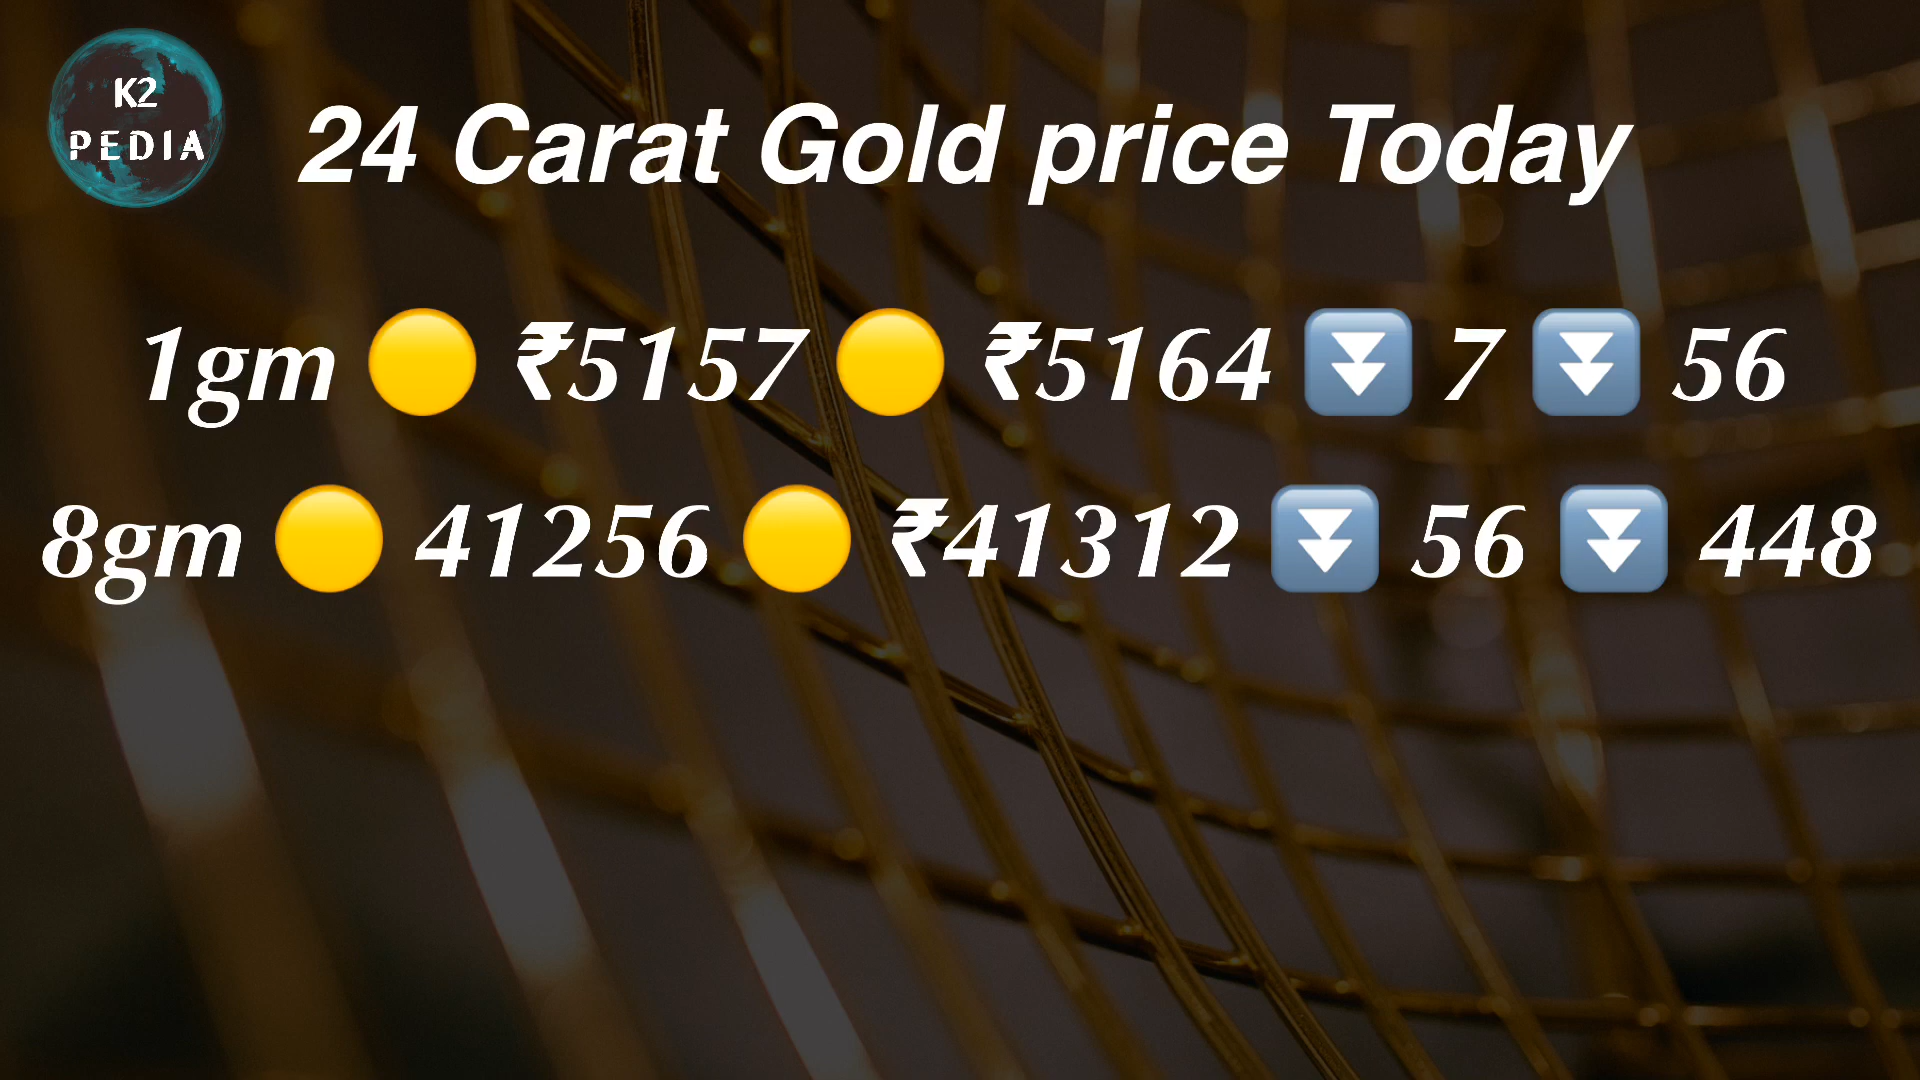 K2
PEDIA
24 Carat Gold price Today
1gm 🟡 ₹5157 🟡 ₹5164 ⏬ 7 ⏬ 56
8gm 🟡 41256 🟡 ₹41312 ⏬ 56 ⏬ 448